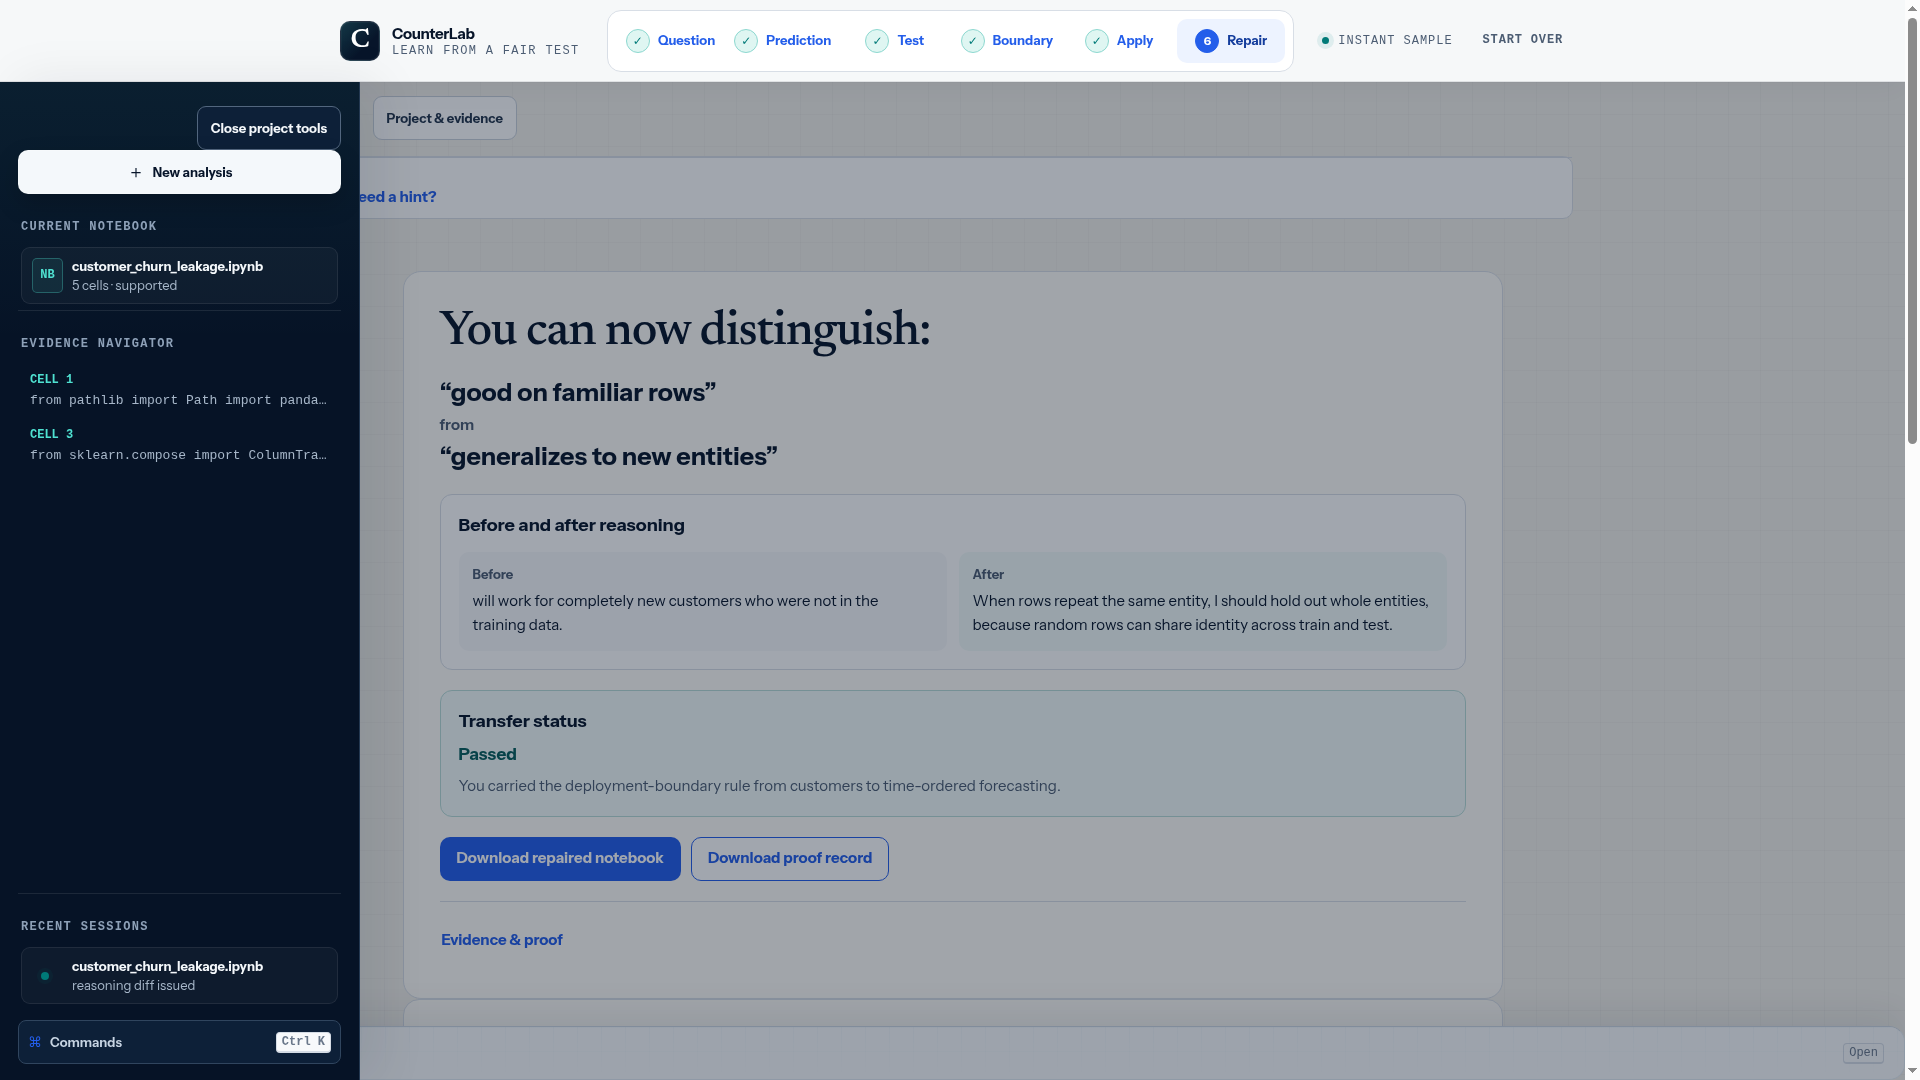 C
CounterLab
LEARN FROM A FAIR TEST
✓ Question
✓ Prediction
✓ Test
✓ Boundary
✓ Apply
6 Repair
INSTANT SAMPLE
START OVER
Close project tools
+ New analysis
CURRENT NOTEBOOK
NB
customer_churn_leakage.ipynb
5 cells · supported
EVIDENCE NAVIGATOR
CELL 1
from pathlib import Path import panda…
CELL 3
from sklearn.compose import ColumnTra…
RECENT SESSIONS
customer_churn_leakage.ipynb
reasoning diff issued
⌘ Commands
Ctrl K
Project & evidence
eed a hint?
You can now distinguish:
“good on familiar rows”
from
“generalizes to new entities”
Before and after reasoning
Before
will work for completely new customers who were not in the
training data.
After
When rows repeat the same entity, I should hold out whole entities,
because random rows can share identity across train and test.
Transfer status
Passed
You carried the deployment-boundary rule from customers to time-ordered forecasting.
Download repaired notebook
Download proof record
Evidence & proof
Open